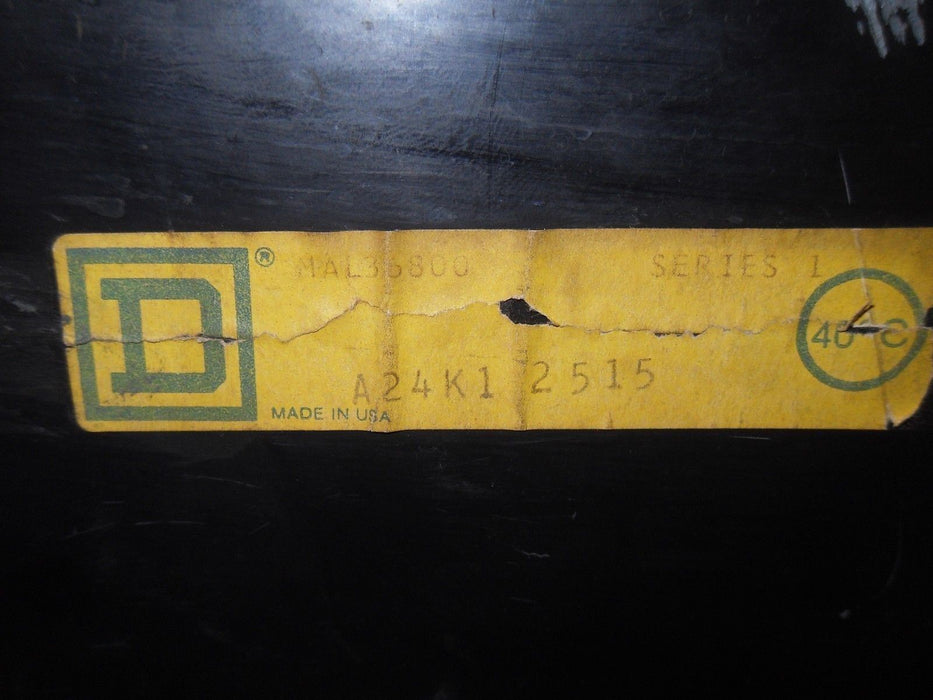 D ® MAL36800 SERIES 1
40°C
A24K1 2515
MADE IN USA